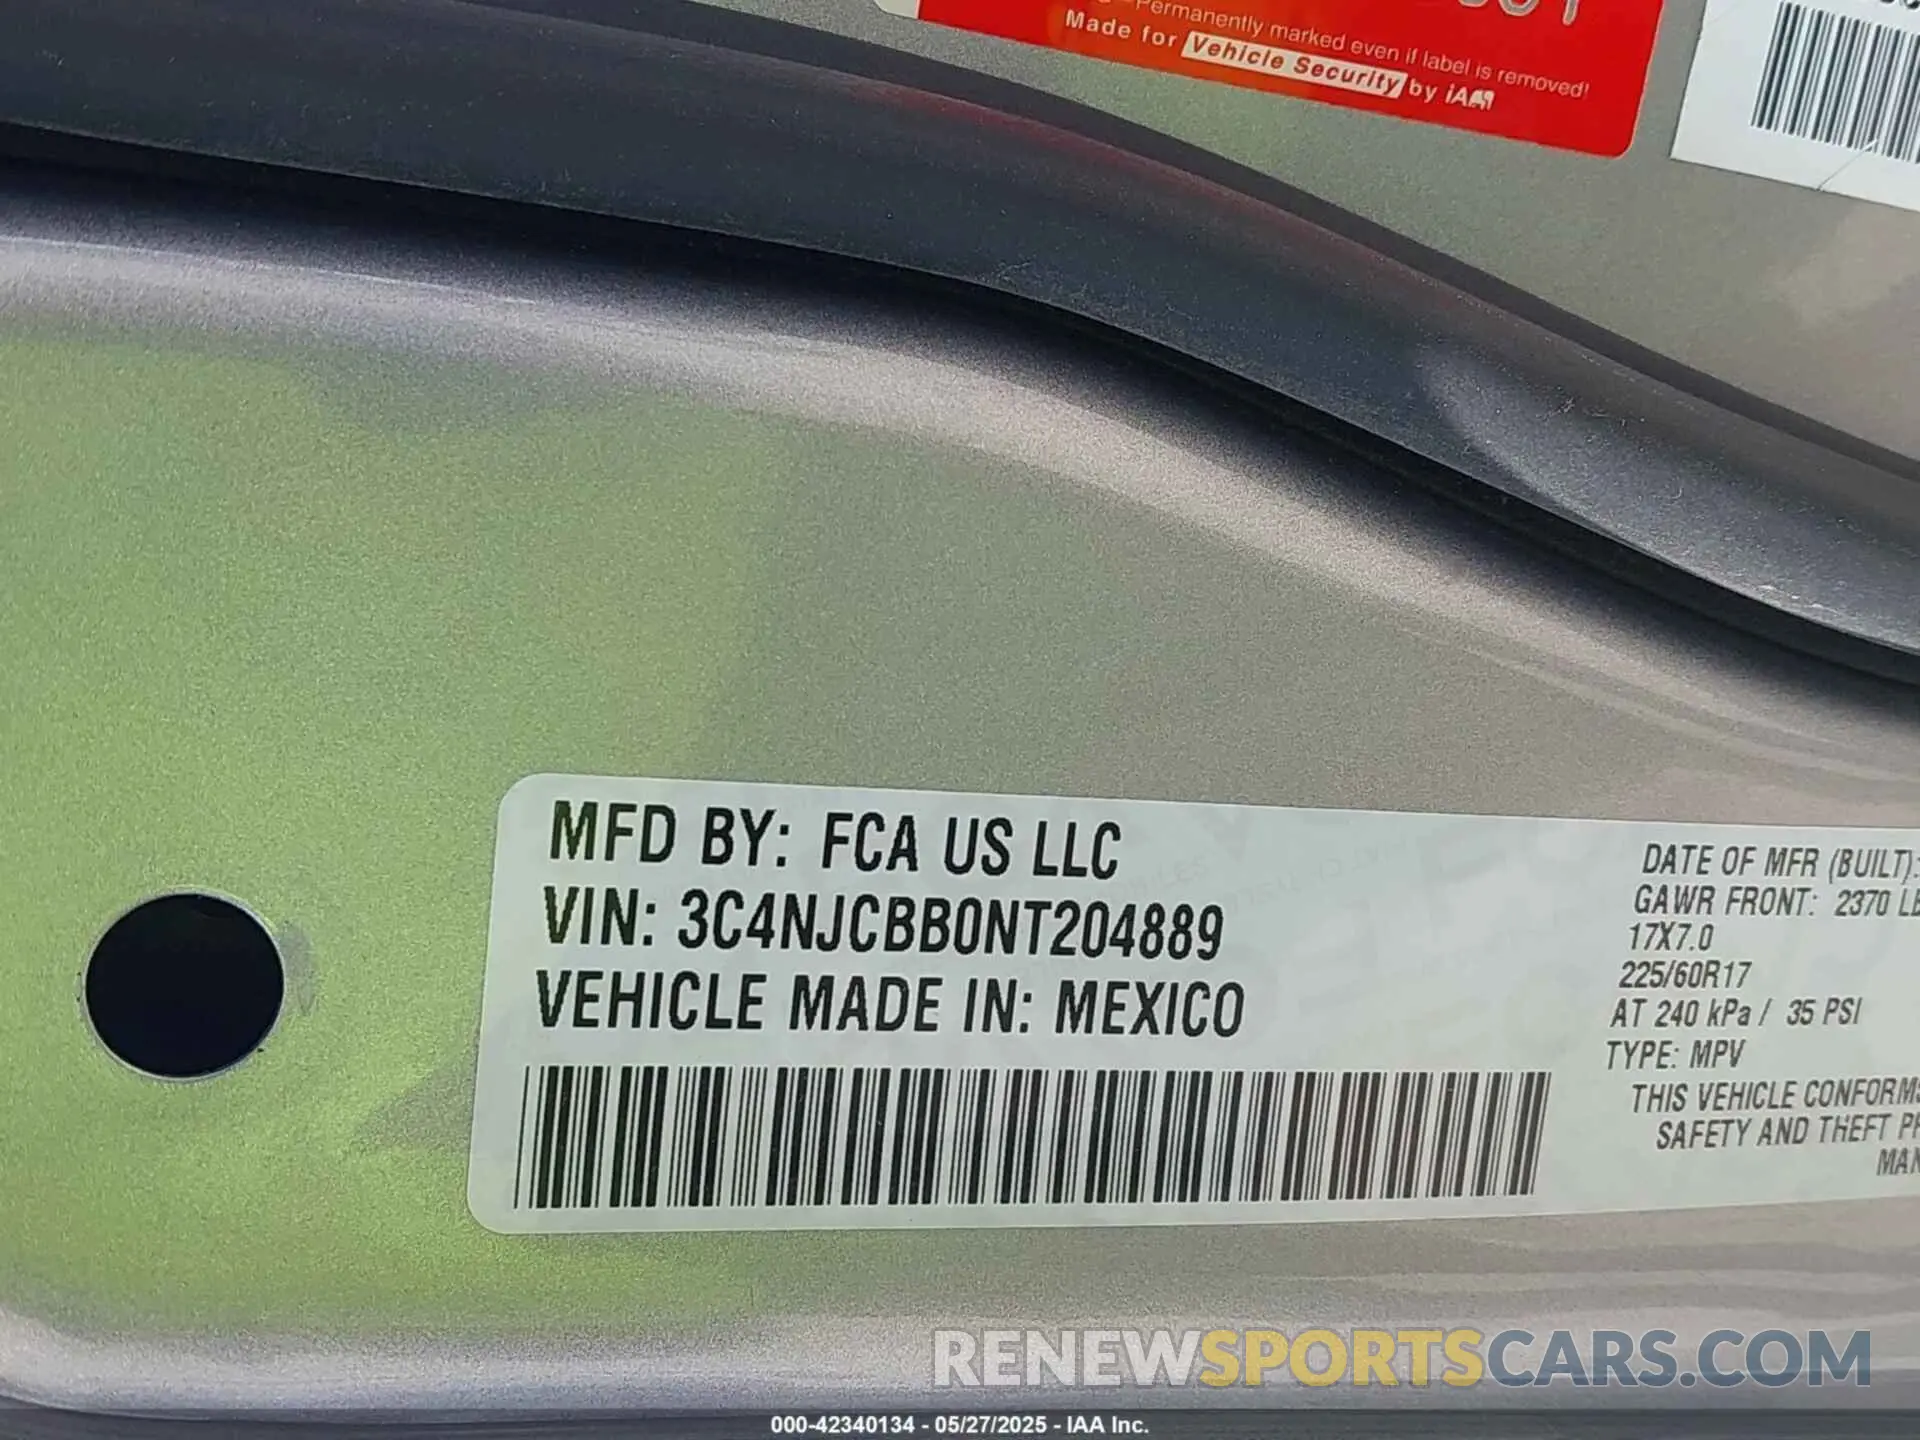 Permanently marked even if label is removed!
Made for Vehicle Security by iAA
MFD BY: FCA US LLC
VIN: 3C4NJCBB0NT204889
VEHICLE MADE IN: MEXICO
DATE OF MFR (BUILT):
GAWR FRONT: 2370 LB
17X7.0
225/60R17
AT 240 kPa / 35 PSI
TYPE: MPV
THIS VEHICLE CONFORMS
SAFETY AND THEFT
RENEWSPORTSCARS.COM
000-42340134 - 05/27/2025 - IAA Inc.